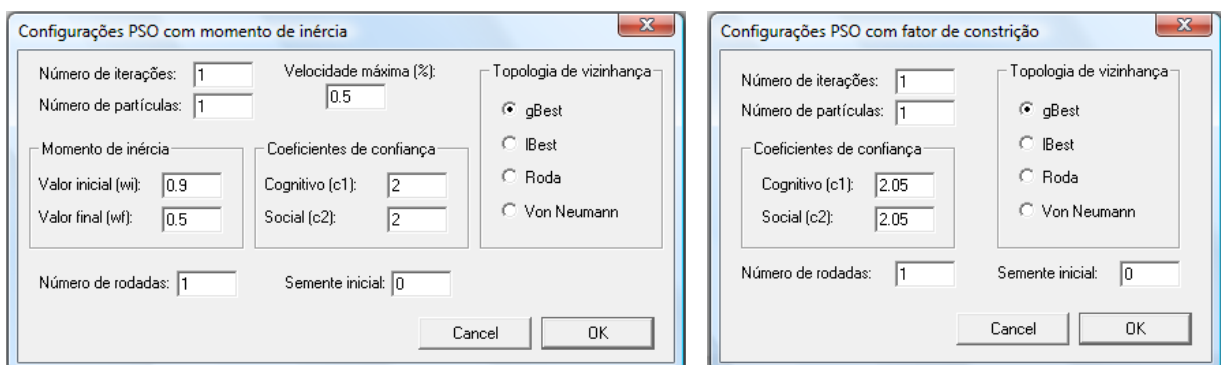 Configurações PSO com momento de inércia
Número de iterações: 1
Velocidade máxima (%):
0.5
Número de partículas: 1
Momento de inércia
Valor inicial (wi): 0.9
Valor final (wf): 0.5
Coeficientes de confiança
Cognitivo (c1): 2
Social (c2): 2
Topologia de vizinhança
gBest
lBest
Roda
Von Neumann
Número de rodadas: 1
Semente inicial: 0
Cancel
OK
Configurações PSO com fator de constrição
Número de iterações: 1
Número de partículas: 1
Coeficientes de confiança
Cognitivo (c1): 2.05
Social (c2): 2.05
Topologia de vizinhança
gBest
lBest
Roda
Von Neumann
Número de rodadas: 1
Semente inicial: 0
Cancel
OK